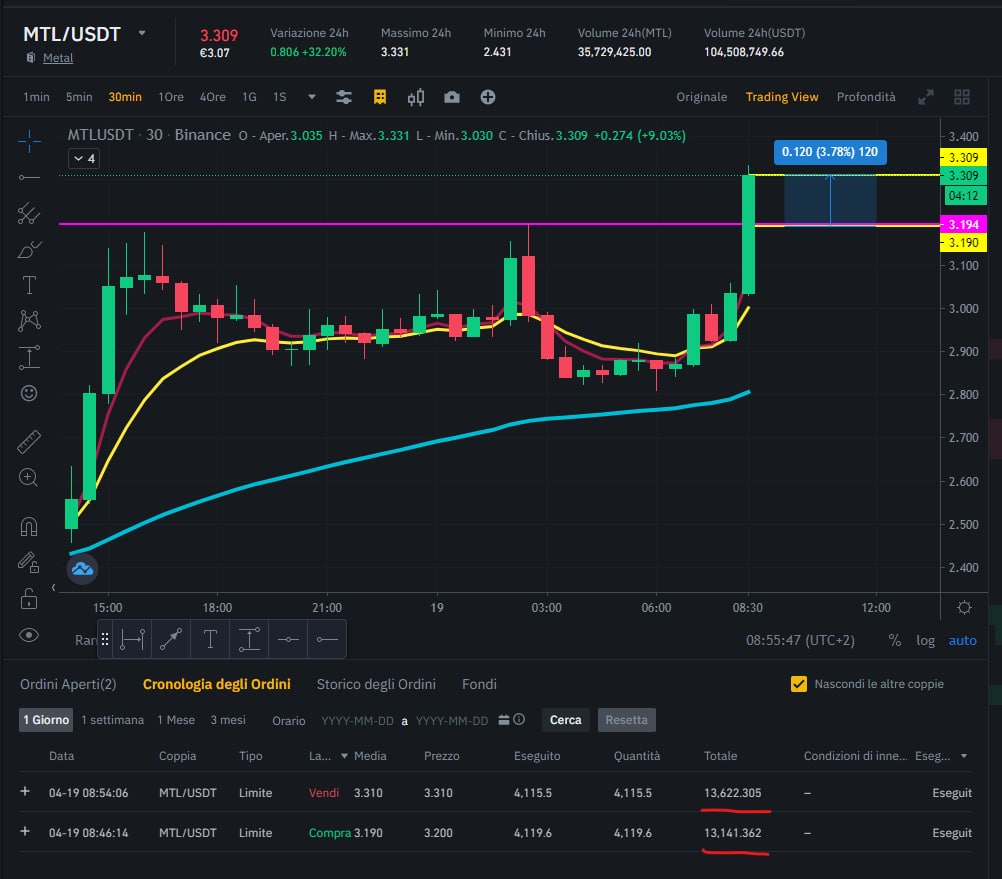 MTL/USDT
Metal
3.309
€3.07
Variazione 24h
0.806 +32.20%
Massimo 24h
3.331
Minimo 24h
2.431
Volume 24h(MTL)
35,729,425.00
Volume 24h(USDT)
104,508,749.66
1min 5min 30min 1Ore 4Ore 1G 1S
Originale Trading View Profondità
MTLUSDT · 30 · Binance O - Aper.3.035 H - Max.3.331 L - Min.3.030 C - Chius.3.309 +0.274 (+9.03%)
4
0.120 (3.78%) 120
3.400
3.309
3.309
04:12
3.194
3.190
3.100
3.000
2.900
2.800
2.700
2.600
2.500
2.400
15:00 18:00 21:00 19 03:00 06:00 08:30 12:00
Ran
08:55:47 (UTC+2) % log auto
Ordini Aperti(2) Cronologia degli Ordini Storico degli Ordini Fondi
Nascondi le altre coppie
1 Giorno 1 settimana 1 Mese 3 mesi Orario YYYY-MM-DD a YYYY-MM-DD Cerca Resetta
Data Coppia Tipo La... Media Prezzo Eseguito Quantità Totale Condizioni di inne... Eseg...
+ 04-19 08:54:06 MTL/USDT Limite Vendi 3.310 3.310 4,115.5 4,115.5 13,622.305 – Eseguit
+ 04-19 08:46:14 MTL/USDT Limite Compra 3.190 3.200 4,119.6 4,119.6 13,141.362 – Eseguit